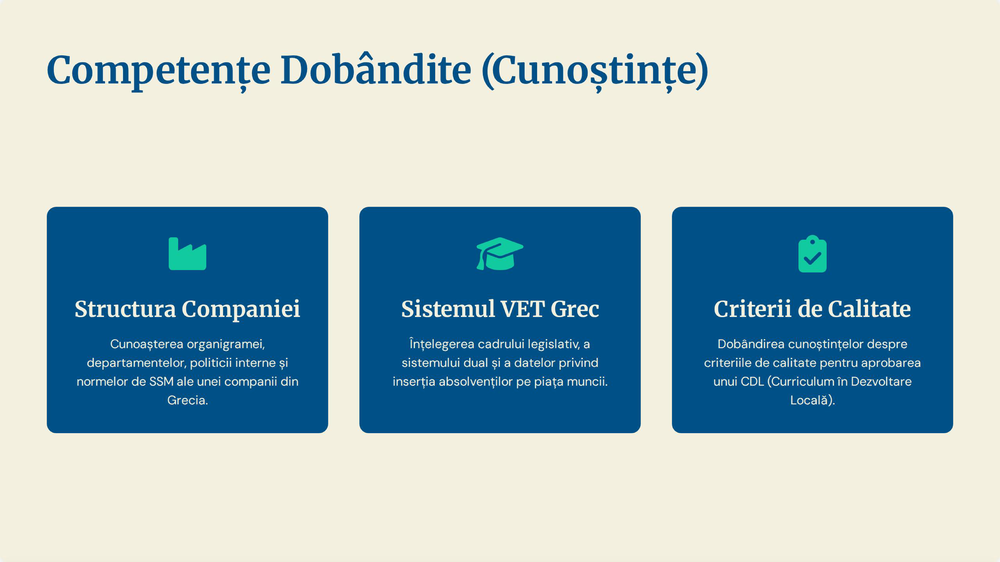 Competențe Dobândite (Cunoștințe)
Structura Companiei
Cunoașterea organigramei,
departamentelor, politicii interne și
normelor de SSM ale unei companii din
Grecia.
Sistemul VET Grec
Înțelegerea cadrului legislativ, a
sistemului dual și a datelor privind
inserția absolvenților pe piața muncii.
Criterii de Calitate
Dobândirea cunoștințelor despre
criteriile de calitate pentru aprobarea
unui CDL (Curriculum în Dezvoltare
Locală).